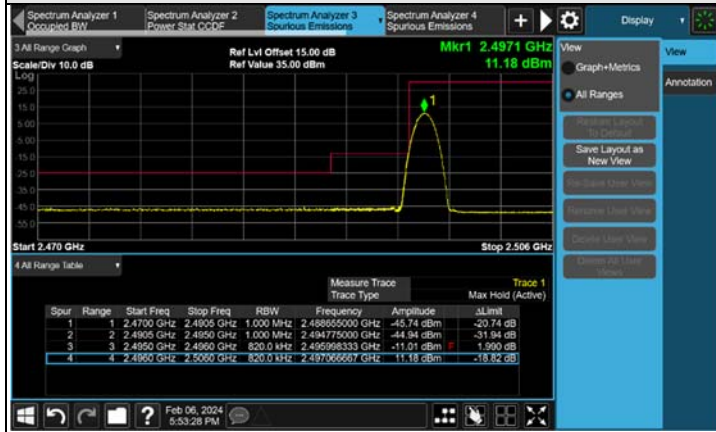 Spectrum Analyzer 1
Occupied BW
Spectrum Analyzer 2
Power Stat CCDF
Spectrum Analyzer 3
Spurious Emissions
Spectrum Analyzer 4
Spurious Emissions
Display
3 All Range Graph
Scale/Div 10.0 dB
Log
Ref Lvl Offset 15.00 dB
Ref Value 35.00 dBm
Mkr1 2.4971 GHz
11.18 dBm
25.0
15.0
5.00
-5.00
-15.0
-25.0
-35.0
-45.0
-55.0
1
Start 2.470 GHz
Stop 2.506 GHz
4 All Range Table
Measure Trace Trace 1
Trace Type Max Hold (Active)
Spur Range Start Freq Stop Freq RBW Frequency Amplitude ΔLimit
1 1 2.4700 GHz 2.4905 GHz 1.000 MHz 2.488655000 GHz -45.74 dBm -20.74 dB
2 2 2.4905 GHz 2.4950 GHz 1.000 MHz 2.494775000 GHz -44.94 dBm -31.94 dB
3 3 2.4950 GHz 2.4960 GHz 820.0 kHz 2.495998333 GHz -11.01 dBm F 1.990 dB
4 4 2.4960 GHz 2.5060 GHz 820.0 kHz 2.497066667 GHz 11.18 dBm -18.82 dB
Feb 06, 2024
5:53:28 PM
View
Graph+Metrics
All Ranges
Restore Layout
To Default
Save Layout as
New View
Re-Save User View
Rename User View
Delete User View
Delete All User
Views
View
Annotation